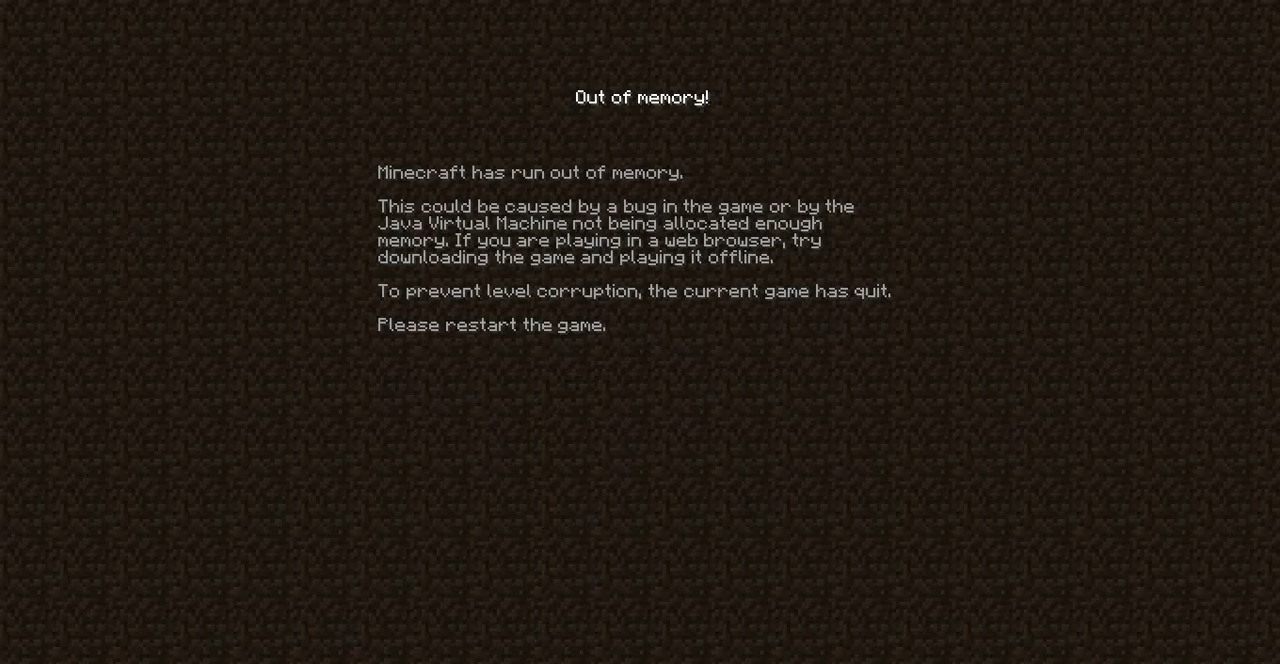 Out of memory!
Minecraft has run out of memory.
This could be caused by a bug in the game or by the
Java Virtual Machine not being allocated enough
memory. If you are playing in a web browser, try
downloading the game and playing it offline.
To prevent level corruption, the current game has quit.
Please restart the game.